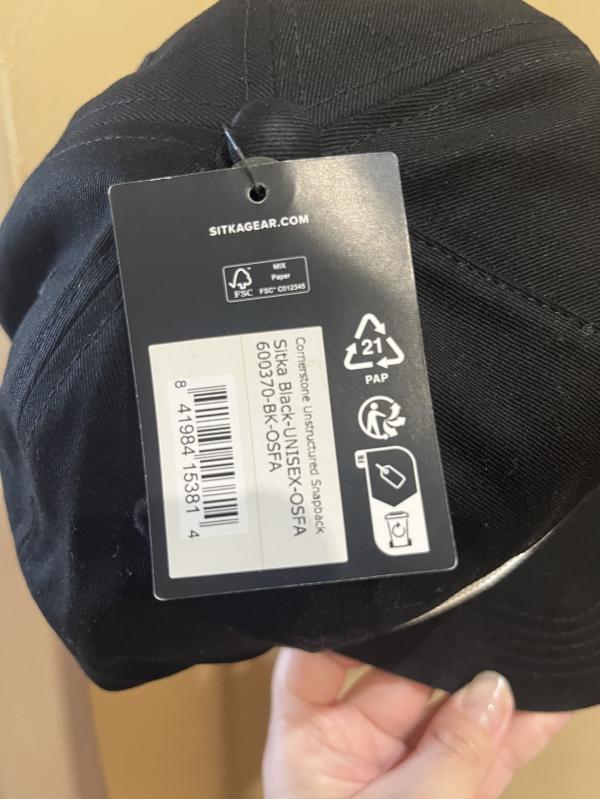 SITKAGEAR.COM
FSC
MIX
Paper
FSC® C012345
21
PAP
Cornerstone Unstructured Snapback
Sitka Black-UNISEX-OSFA
600370-BK-OSFA
8 41984 15381 4